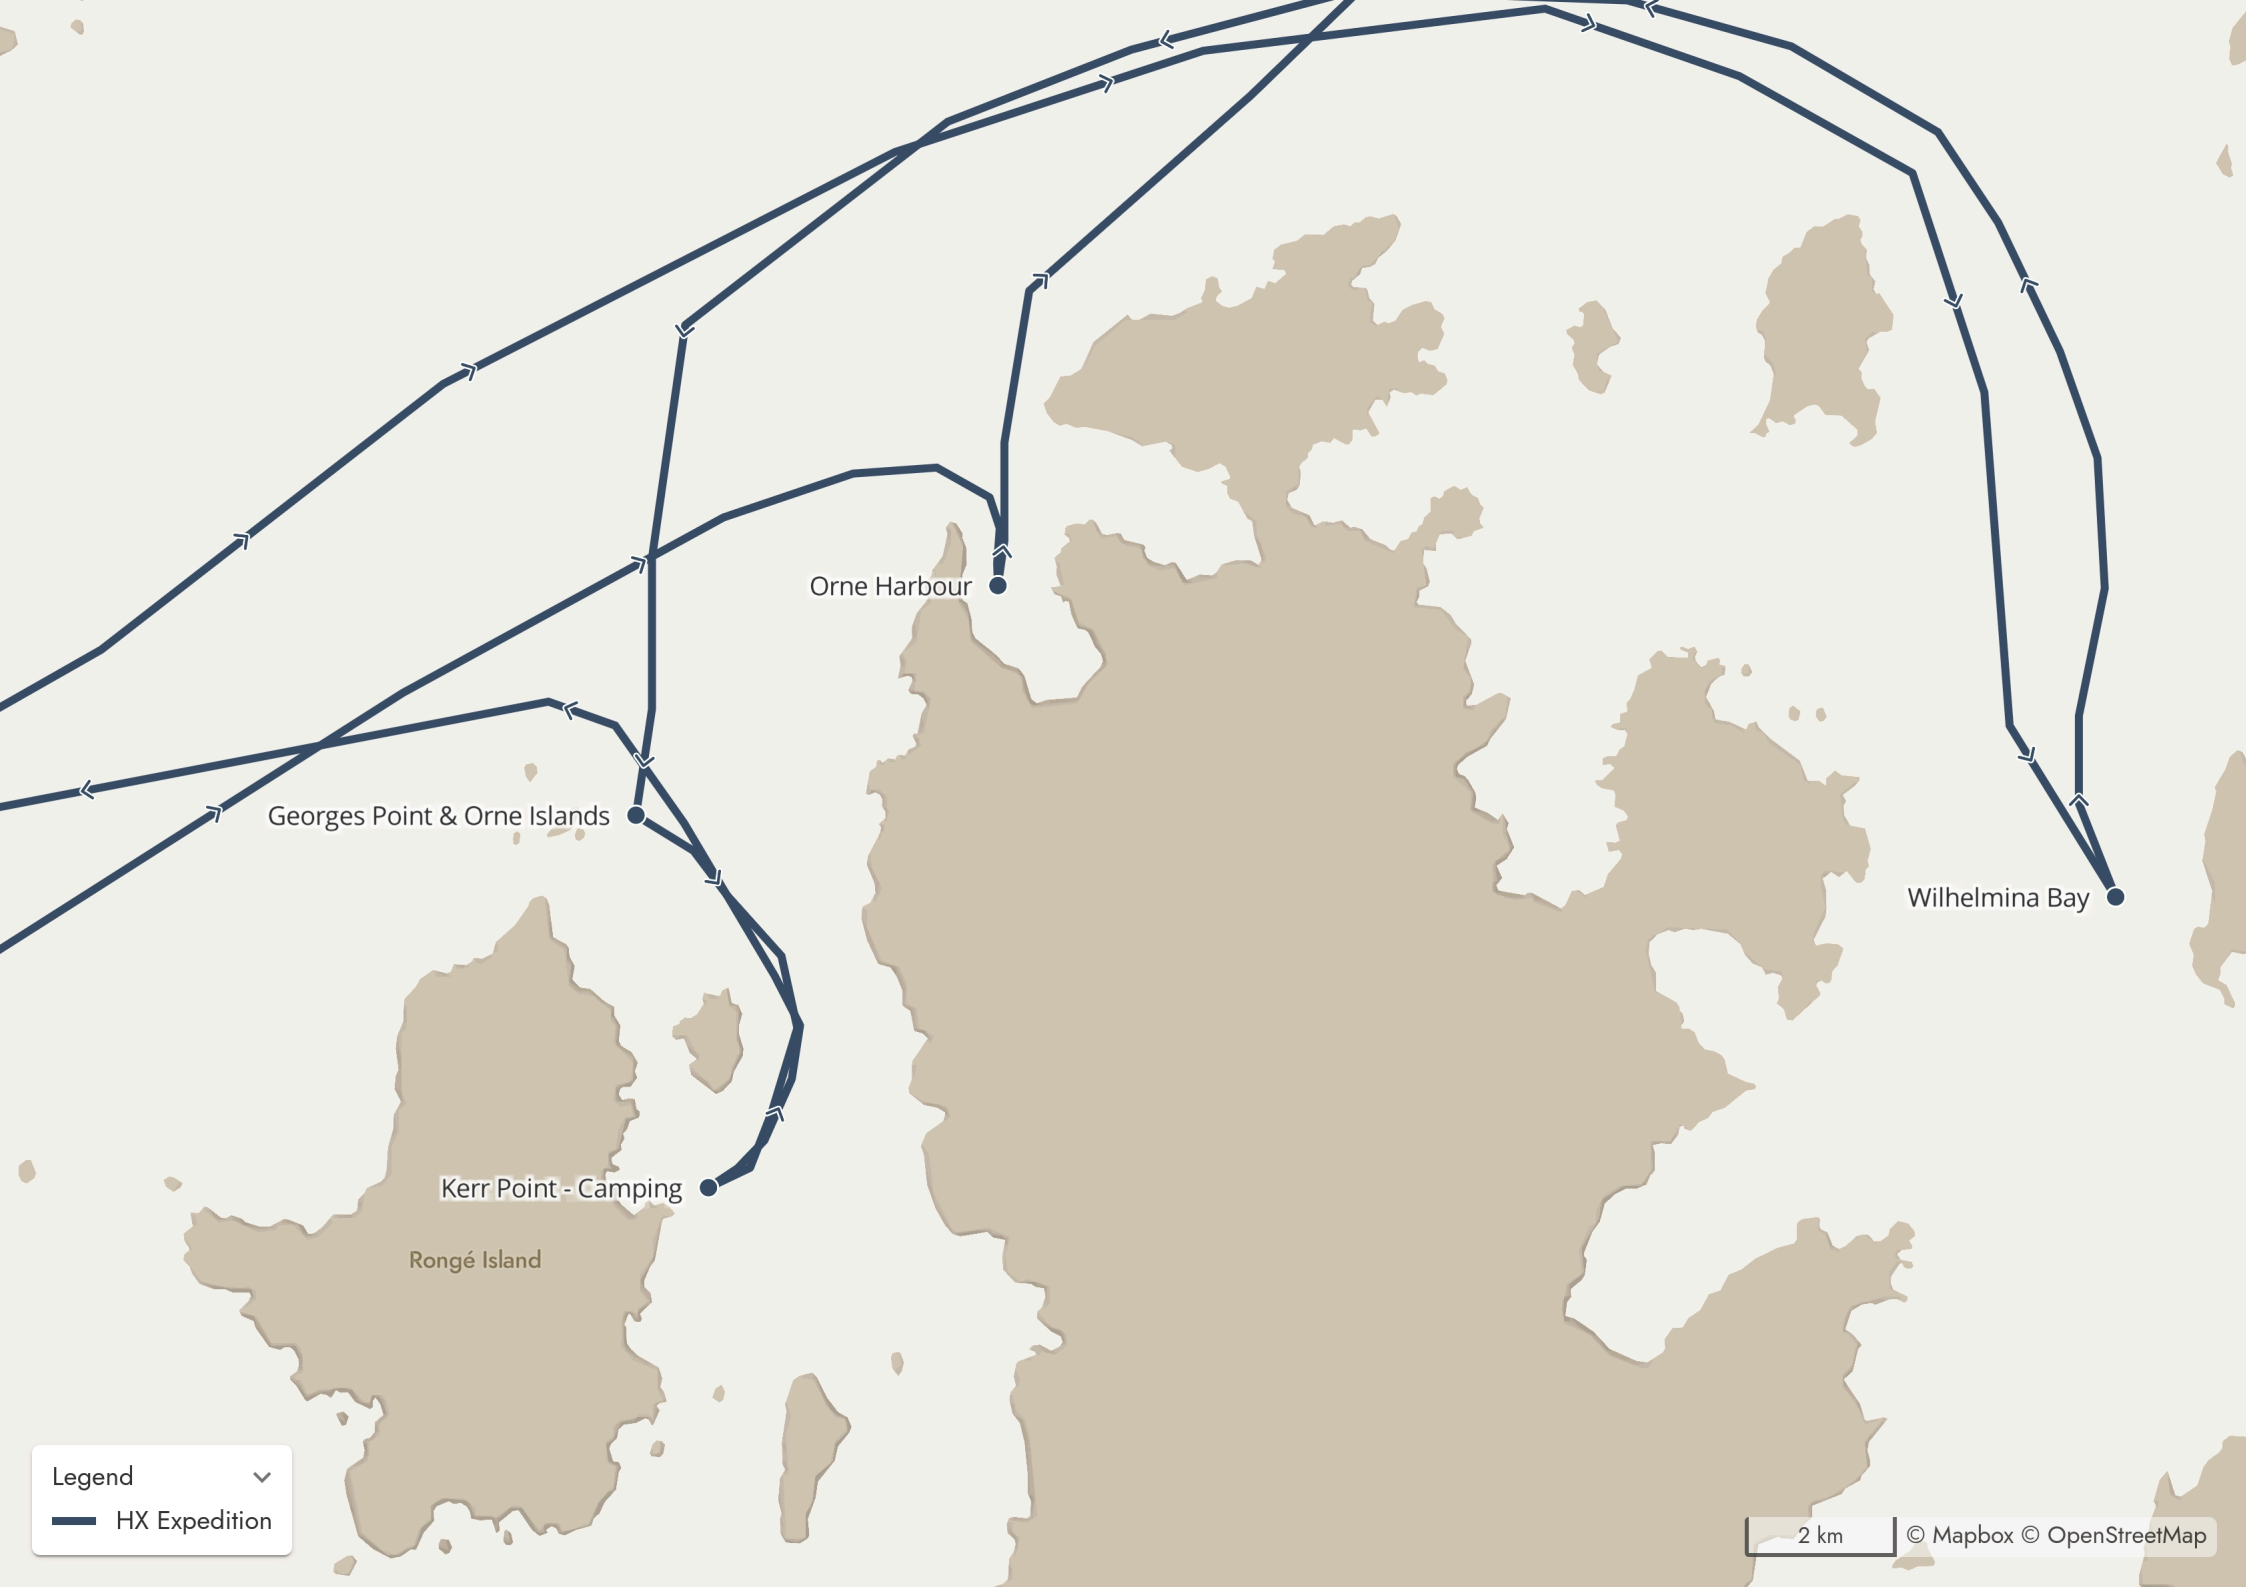 Orne Harbour
Georges Point & Orne Islands
Wilhelmina Bay
Kerr Point - Camping
Rongé Island
Legend
HX Expedition
2 km
© Mapbox © OpenStreetMap